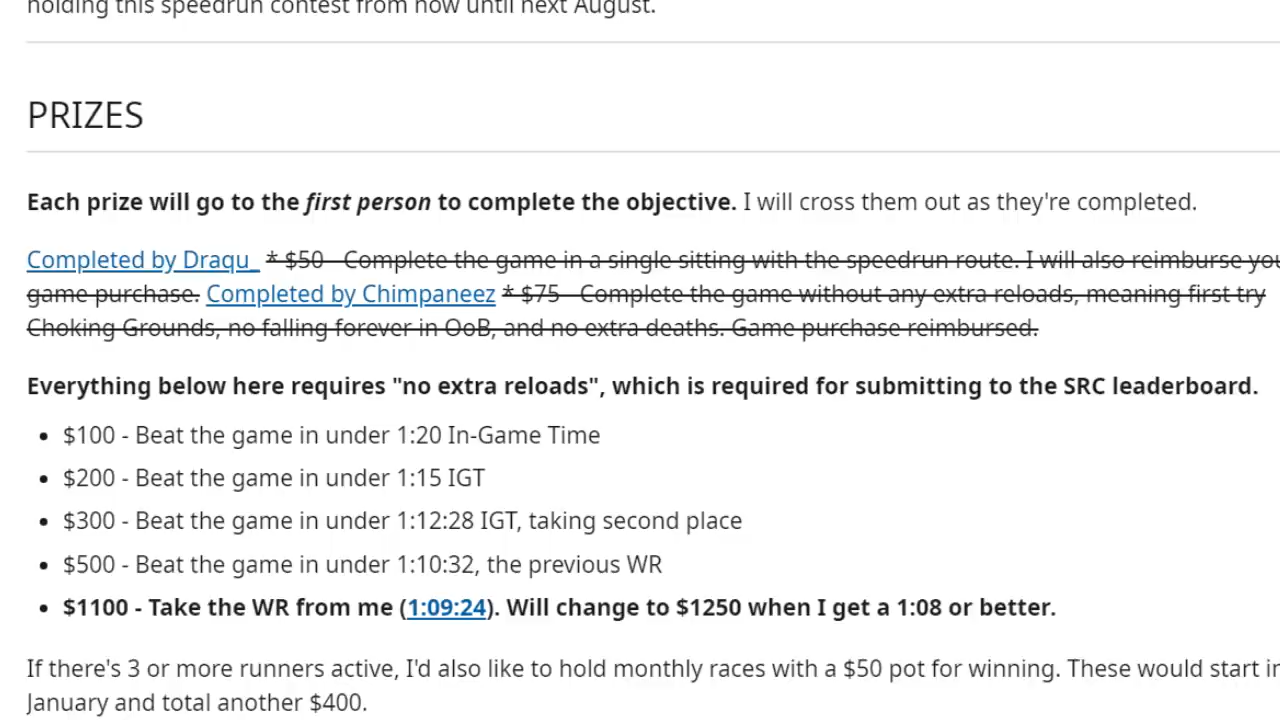 holding this speedrun contest from now until next August.
PRIZES
Each prize will go to the first person to complete the objective. I will cross them out as they're completed.
Completed by Draqu_ * $50 - Complete the game in a single sitting with the speedrun route. I will also reimburse you
game purchase. Completed by Chimpaneez * $75 - Complete the game without any extra reloads, meaning first try
Choking Grounds, no falling forever in OoB, and no extra deaths. Game purchase reimbursed.
Everything below here requires "no extra reloads", which is required for submitting to the SRC leaderboard.
• $100 - Beat the game in under 1:20 In-Game Time
• $200 - Beat the game in under 1:15 IGT
• $300 - Beat the game in under 1:12:28 IGT, taking second place
• $500 - Beat the game in under 1:10:32, the previous WR
• $1100 - Take the WR from me (1:09:24). Will change to $1250 when I get a 1:08 or better.
If there's 3 or more runners active, I'd also like to hold monthly races with a $50 pot for winning. These would start in
January and total another $400.